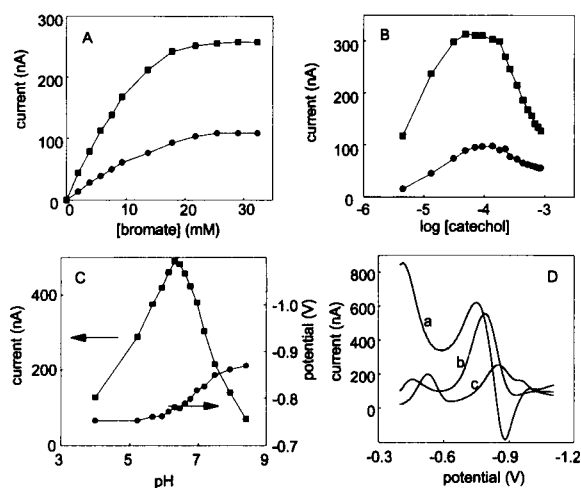 A
current (nA)
300
200
100
0
0 10 20 30 40
[bromate] (mM)
B
current (nA)
300
200
100
0
-6 -5 -4 -3 -2
log [catechol]
C
current (nA)
400
200
0
potential (V)
-1.0
-0.9
-0.8
-0.7
3 5 7 9
pH
D
current (nA)
800
600
400
200
0
a
b
c
-0.3 -0.6 -0.9 -1.2
potential (V)